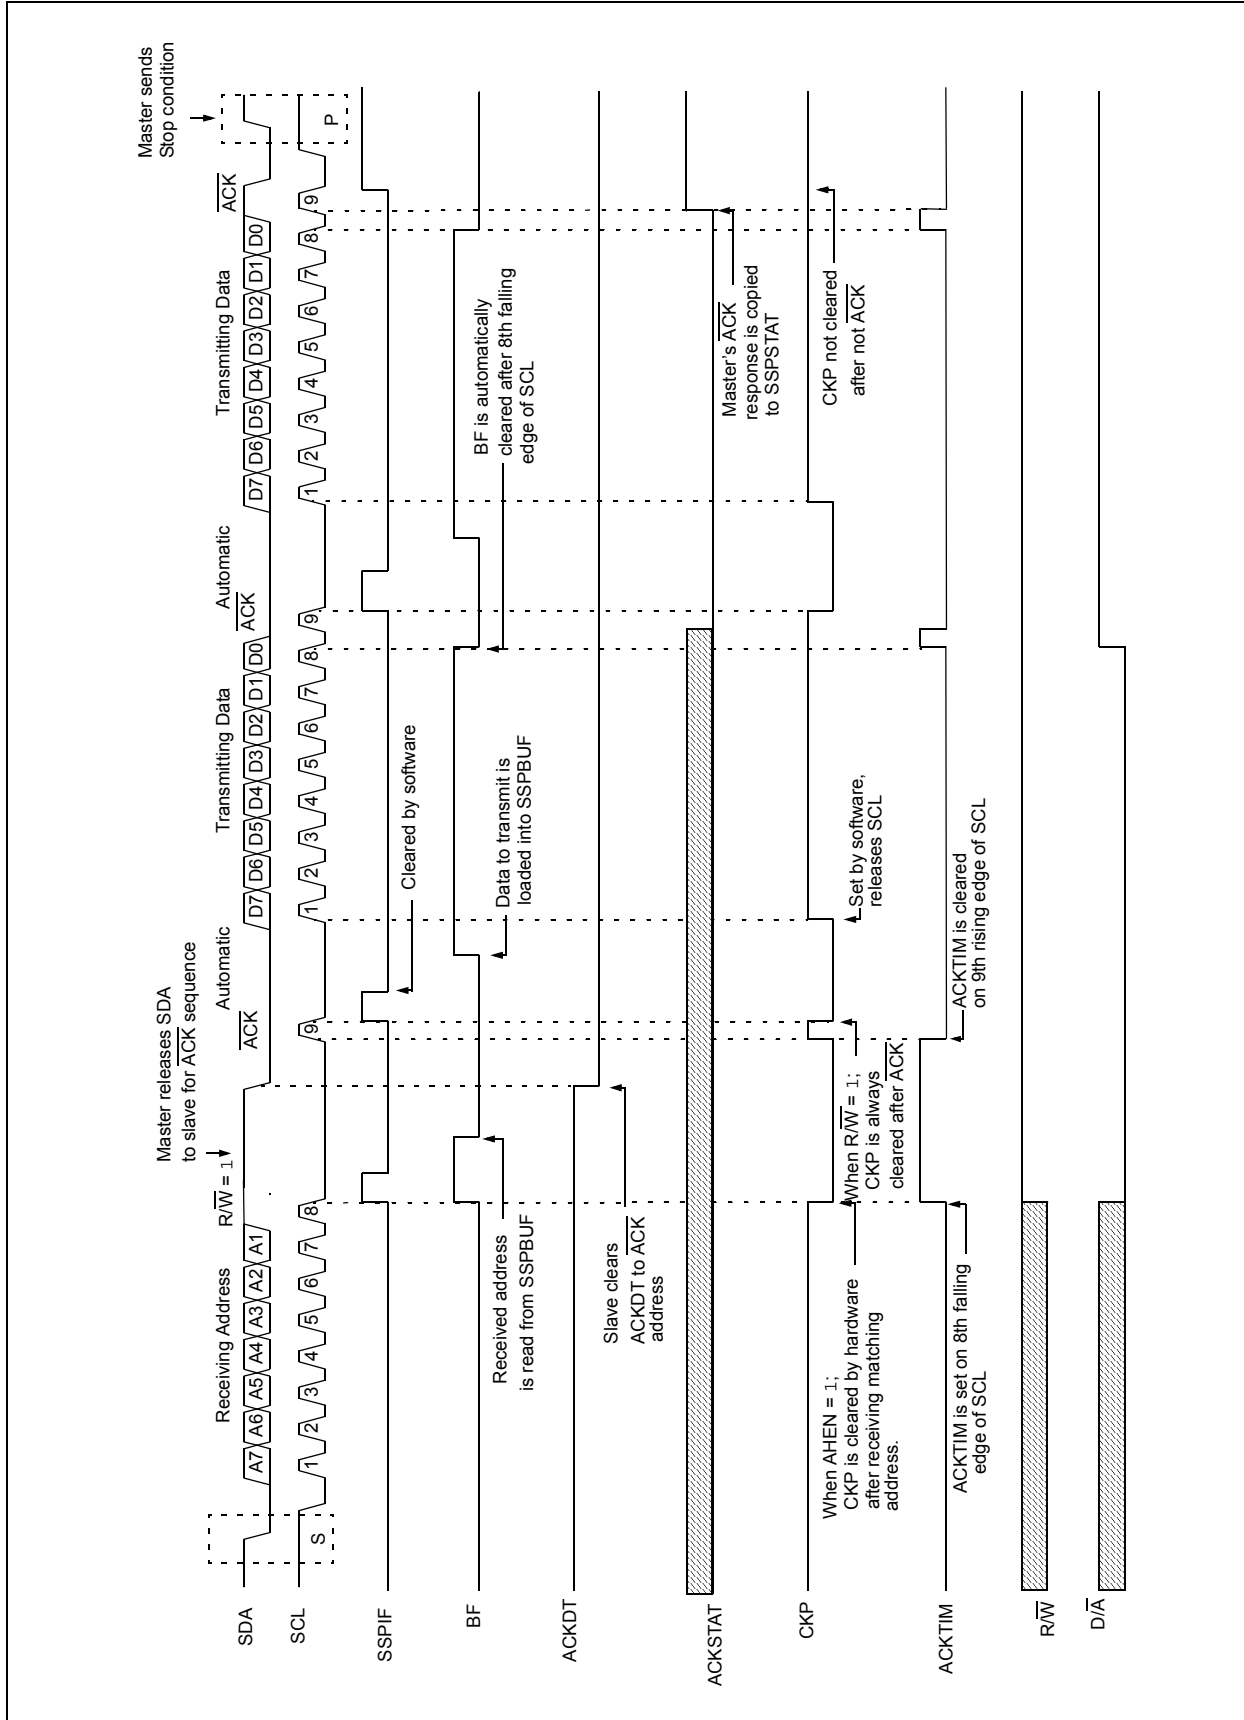 Master releases SDA
to slave for ACK sequence
Master sends
Stop condition
Receiving Address
R/W = 1
ACK
Automatic
Transmitting Data
ACK
Automatic
Transmitting Data
ACK
SDA
A7 A6 A5 A4 A3 A2 A1
D7 D6 D5 D4 D3 D2 D1 D0
D7 D6 D5 D4 D3 D2 D1 D0
SCL
S
1 2 3 4 5 6 7 8 9
1 2 3 4 5 6 7 8 9
1 2 3 4 5 6 7 8 9
P
SSPIF
Cleared by software
BF
Received address
is read from SSPBUF
Data to transmit is
loaded into SSPBUF
BF is automatically
cleared after 8th falling
edge of SCL
ACKDT
Slave clears
ACKDT to ACK
address
ACKSTAT
Master's ACK
response is copied
to SSPSTAT
CKP
When AHEN = 1;
CKP is cleared by hardware
after receiving matching
address.
When R/W = 1;
CKP is always
cleared after ACK
Set by software,
releases SCL
CKP not cleared
after not ACK
ACKTIM
ACKTIM is set on 8th falling
edge of SCL
ACKTIM is cleared
on 9th rising edge of SCL
R/W
D/A